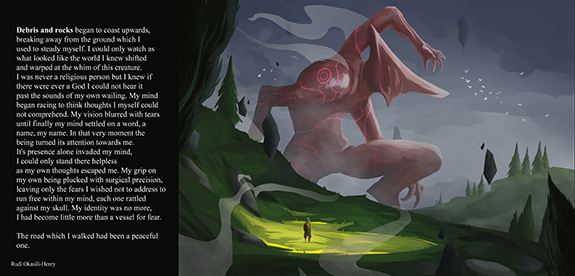 Debris and rocks began to coast upwards,
breaking away from the ground which I
used to steady myself. I could only watch as
what looked like the world I knew shifted
and warped at the whim of this creature.
I was never a religious person but I knew if
there were ever a God I could not hear it
past the sounds of my own wailing. My mind
began racing to think thoughts I myself could
not comprehend. My vision blurred with tears
until finally my mind settled on a word, a
name, my name. In that very moment the
being turned its attention towards me.
It's presence alone invaded my mind,
I could only stand there helpless
as my own thoughts escaped me. My grip on
my own being plucked with surgical precision,
leaving only the fears I wished not to address to
run free within my mind, each one rattled
against my skull. My identity was no more,
I had become little more than a vessel for fear.
The road which I walked had been a peaceful
one.
Rudi Okasili-Henry